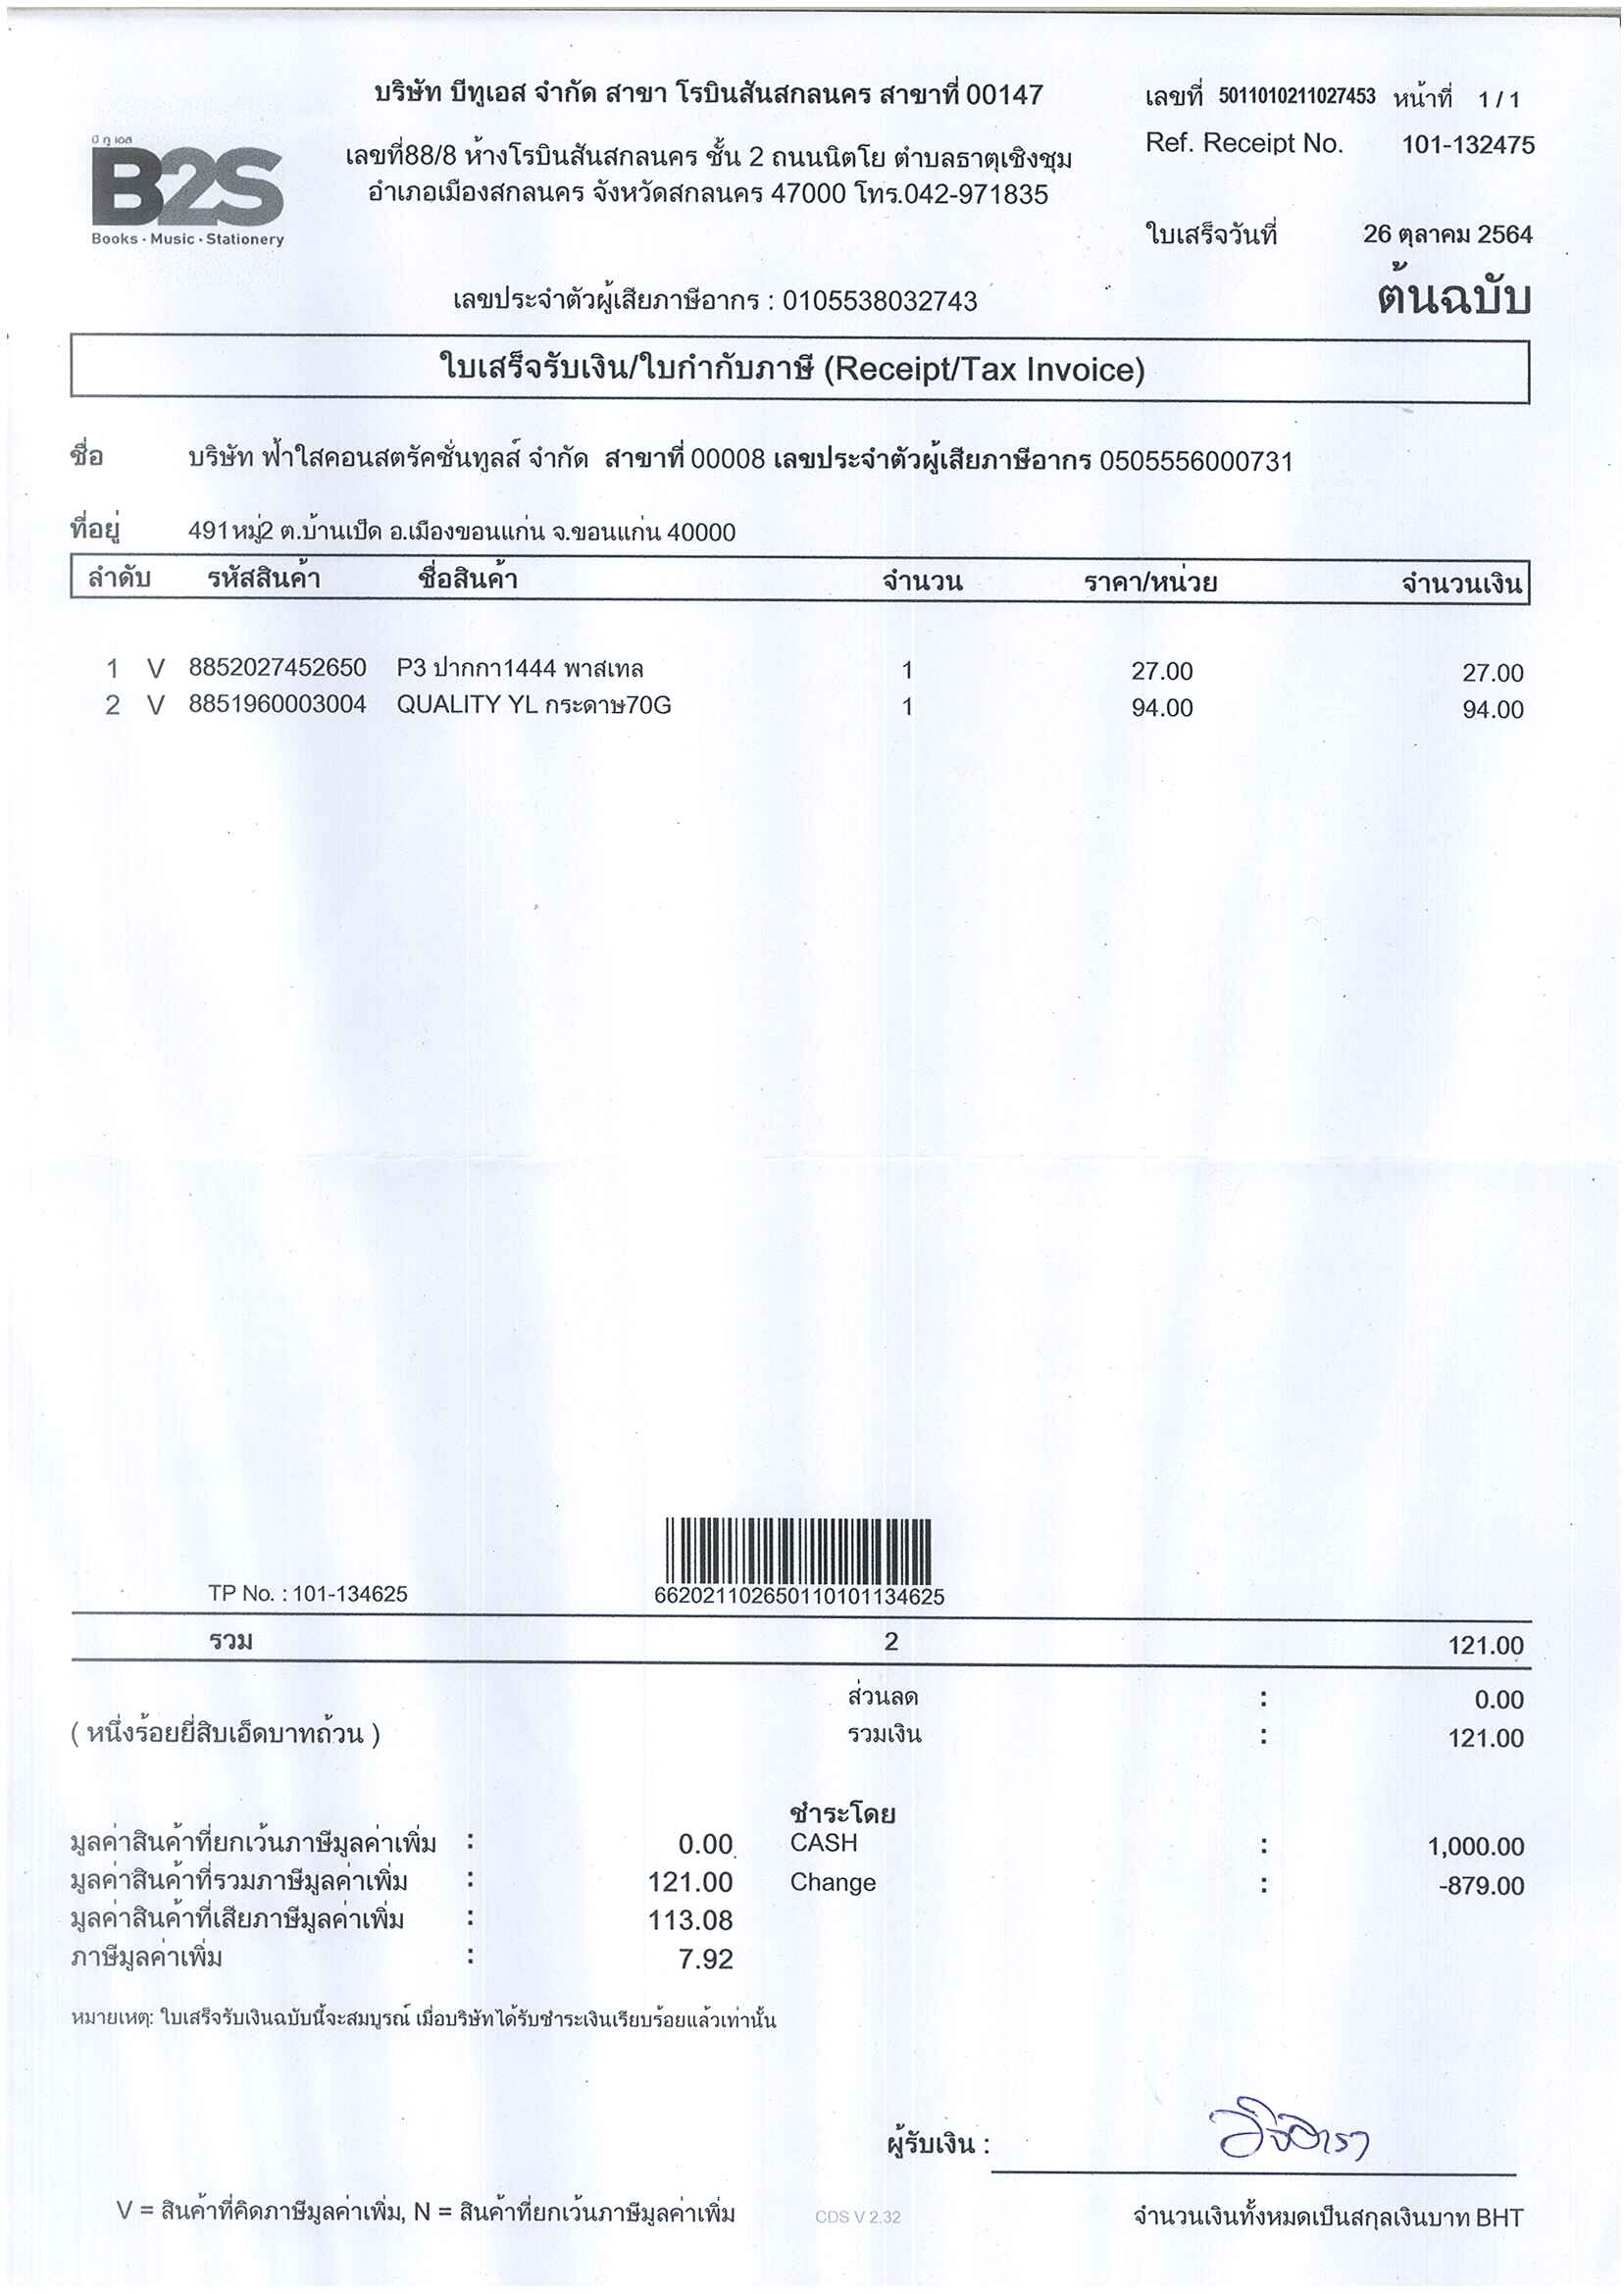 บริษัท บีทูเอส จำกัด สาขา โรบินสันสกลนคร สาขาที่ 00147
เลขที่ 5011010211027453 หน้าที่ 1 / 1
บี ทู เอส
B2S
Books · Music · Stationery
เลขที่88/8 ห้างโรบินสันสกลนคร ชั้น 2 ถนนนิตโย ตำบลธาตุเชิงชุม
อำเภอเมืองสกลนคร จังหวัดสกลนคร 47000 โทร.042-971835
Ref. Receipt No. 101-132475
ใบเสร็จวันที่ 26 ตุลาคม 2564
ต้นฉบับ
เลขประจำตัวผู้เสียภาษีอากร : 0105538032743
ใบเสร็จรับเงิน/ใบกำกับภาษี (Receipt/Tax Invoice)
ชื่อ บริษัท ฟ้าใสคอนสตรัคชั่นทูลส์ จำกัด สาขาที่ 00008 เลขประจำตัวผู้เสียภาษีอากร 0505556000731
ที่อยู่ 491หมู่2 ต.บ้านเป็ด อ.เมืองขอนแก่น จ.ขอนแก่น 40000
ลำดับ รหัสสินค้า ชื่อสินค้า จำนวน ราคา/หน่วย จำนวนเงิน
1 V 8852027452650 P3 ปากกา1444 พาสเทล 1 27.00 27.00
2 V 8851960003004 QUALITY YL กระดาษ70G 1 94.00 94.00
TP No. : 101-134625
662021102650110101134625
รวม 2 121.00
ส่วนลด : 0.00
( หนึ่งร้อยยี่สิบเอ็ดบาทถ้วน ) รวมเงิน : 121.00
ชำระโดย
มูลค่าสินค้าที่ยกเว้นภาษีมูลค่าเพิ่ม : 0.00 CASH : 1,000.00
มูลค่าสินค้าที่รวมภาษีมูลค่าเพิ่ม : 121.00 Change : -879.00
มูลค่าสินค้าที่เสียภาษีมูลค่าเพิ่ม : 113.08
ภาษีมูลค่าเพิ่ม : 7.92
หมายเหตุ: ใบเสร็จรับเงินฉบับนี้จะสมบูรณ์ เมื่อบริษัทได้รับชำระเงินเรียบร้อยแล้วเท่านั้น
ผู้รับเงิน :
V = สินค้าที่คิดภาษีมูลค่าเพิ่ม, N = สินค้าที่ยกเว้นภาษีมูลค่าเพิ่ม CDS V 2.32 จำนวนเงินทั้งหมดเป็นสกุลเงินบาท BHT